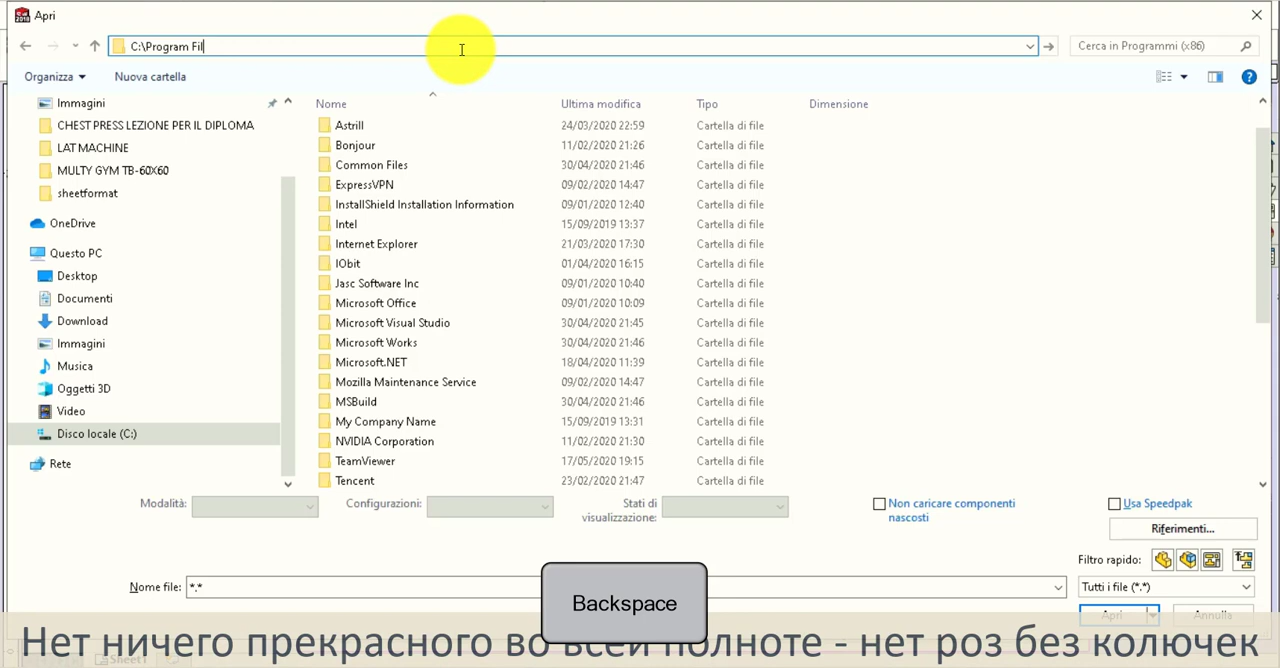 Apri
C:\Program Fil
Cerca in Programmi (x86)
Organizza
Nuova cartella
Immagini
CHEST PRESS LEZIONE PER IL DIPLOMA
LAT MACHINE
MULTY GYM TB-60X60
sheetformat
OneDrive
Questo PC
Desktop
Documenti
Download
Immagini
Musica
Oggetti 3D
Video
Disco locale (C:)
Rete
Nome Ultima modifica Tipo Dimensione
Astrill 24/03/2020 22:59 Cartella di file
Bonjour 11/02/2020 21:26 Cartella di file
Common Files 30/04/2020 21:46 Cartella di file
ExpressVPN 09/02/2020 14:47 Cartella di file
InstallShield Installation Information 09/01/2020 12:40 Cartella di file
Intel 15/09/2019 13:37 Cartella di file
Internet Explorer 21/03/2020 17:30 Cartella di file
IObit 01/04/2020 16:15 Cartella di file
Jasc Software Inc 09/01/2020 10:40 Cartella di file
Microsoft Office 09/01/2020 10:09 Cartella di file
Microsoft Visual Studio 30/04/2020 21:45 Cartella di file
Microsoft Works 30/04/2020 21:46 Cartella di file
Microsoft.NET 18/04/2020 11:39 Cartella di file
Mozilla Maintenance Service 09/02/2020 14:47 Cartella di file
MSBuild 30/04/2020 21:46 Cartella di file
My Company Name 15/09/2019 13:31 Cartella di file
NVIDIA Corporation 11/02/2020 21:30 Cartella di file
TeamViewer 17/05/2020 19:15 Cartella di file
Tencent 23/02/2020 21:47 Cartella di file
Modalità:
Configurazioni:
Stati di
visualizzazione:
Non caricare componenti
nascosti
Usa Speedpak
Riferimenti...
Filtro rapido:
Nome file: *.*
Tutti i file (*.*)
Apri
Annulla
Backspace
Нет ничего прекрасного во всей полноте - нет роз без колючек
Sheet1